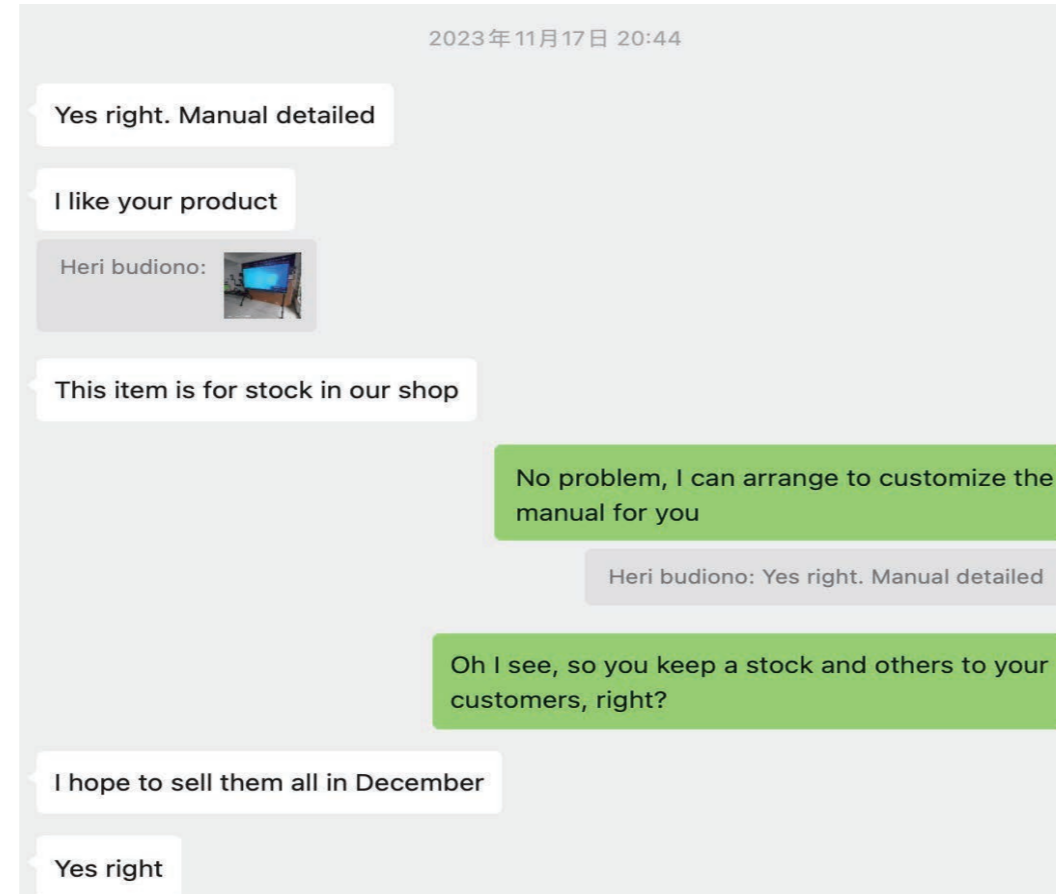 2023年11月17日 20:44
Yes right. Manual detailed
I like your product
Heri budiono:
This item is for stock in our shop
No problem, I can arrange to customize the
manual for you
Heri budiono: Yes right. Manual detailed
Oh I see, so you keep a stock and others to your
customers, right?
I hope to sell them all in December
Yes right